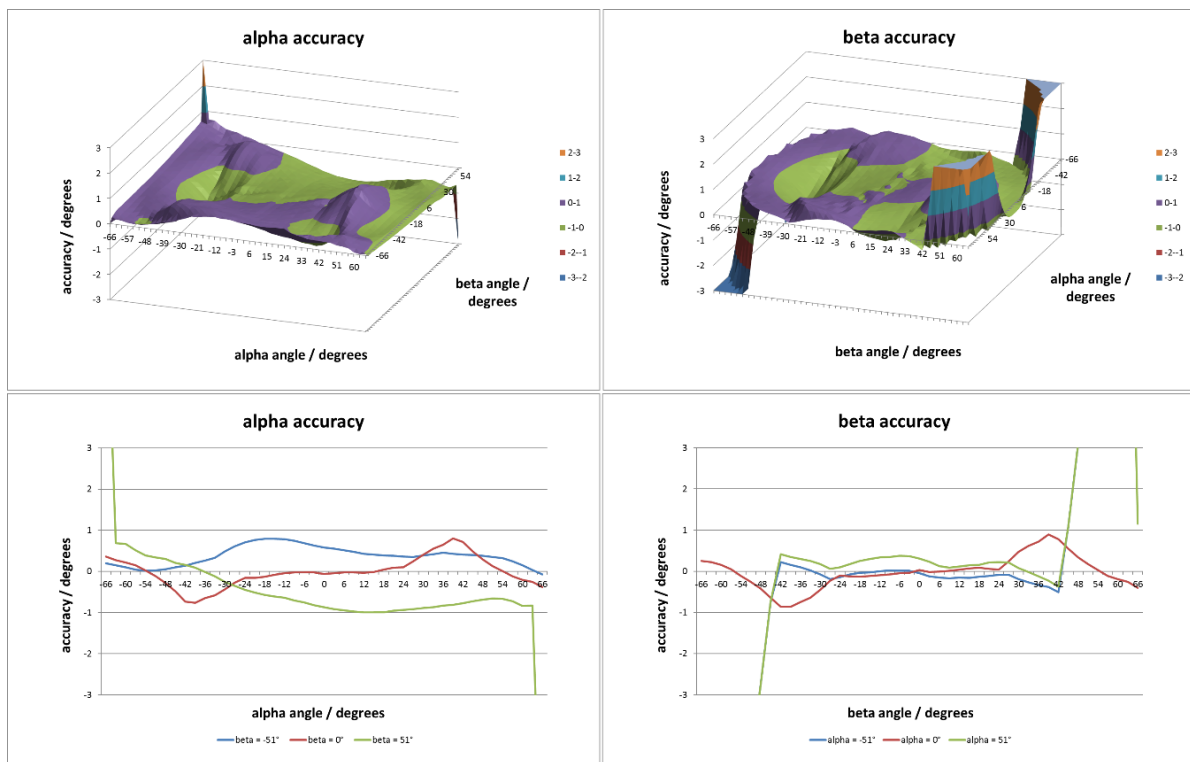 alpha accuracy
accuracy / degrees
3
2
1
0
-1
-2
-3
-66 -57 -48 -39 -30 -21 -12 -3 6 15 24 33 42 51 60
alpha angle / degrees
-66
-42
-18
6
30
54
beta angle /
degrees
2-3
1-2
0-1
-1-0
-2--1
-3--2
beta accuracy
accuracy / degrees
3
2
1
0
-1
-2
-3
-66 -57 -48 -39 -30 -21 -12 -3 6 15 24 33 42 51 60
beta angle / degrees
54
30
6
-18
-42
-66
alpha angle /
degrees
2-3
1-2
0-1
-1-0
-2--1
-3--2
alpha accuracy
accuracy / degrees
3
2
1
0
-1
-2
-3
-66 -60 -54 -48 -42 -36 -30 -24 -18 -12 -6 0 6 12 18 24 30 36 42 48 54 60 66
alpha angle / degrees
beta = -51° beta = 0° beta = 51°
beta accuracy
accuracy / degrees
3
2
1
0
-1
-2
-3
-66 -60 -54 -48 -42 -36 -30 -24 -18 -12 -6 0 6 12 18 24 30 36 42 48 54 60 66
beta angle / degrees
alpha = -51° alpha = 0° alpha = 51°